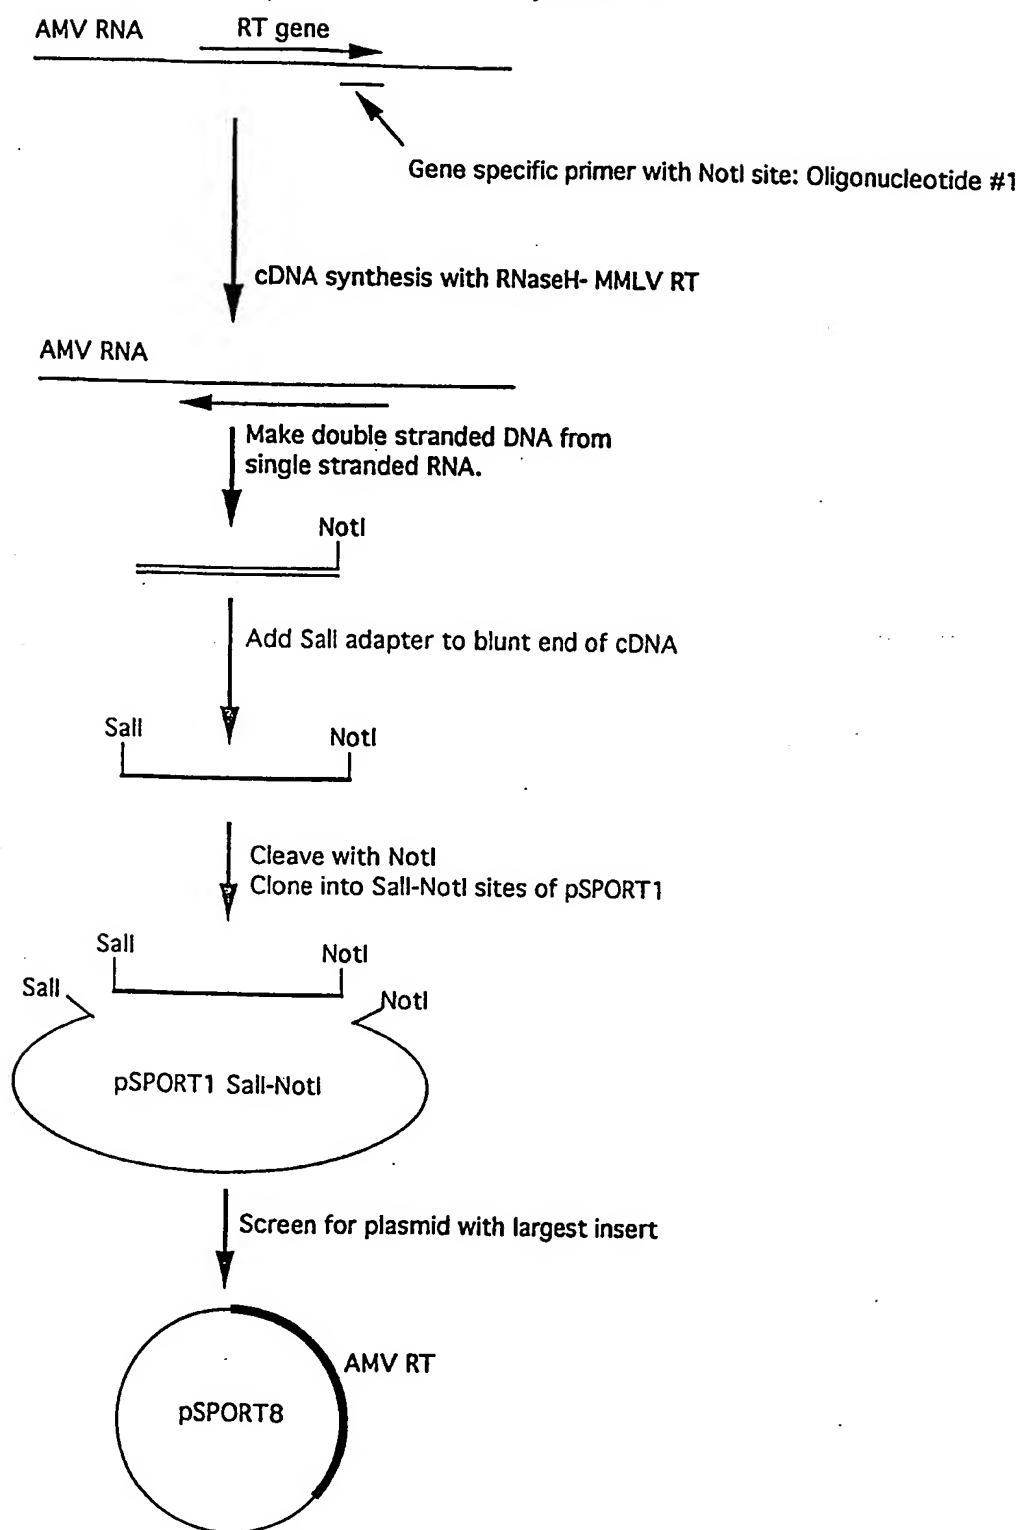 AMV RNA
RT gene
Gene specific primer with NotI site: Oligonucleotide #1
cDNA synthesis with RNaseH- MMLV RT
AMV RNA
Make double stranded DNA from
single stranded RNA.
NotI
Add SalI adapter to blunt end of cDNA
SalI
NotI
Cleave with NotI
Clone into SalI-NotI sites of pSPORT1
SalI
NotI
SalI
NotI
pSPORT1 SalI-NotI
Screen for plasmid with largest insert
AMV RT
pSPORT8